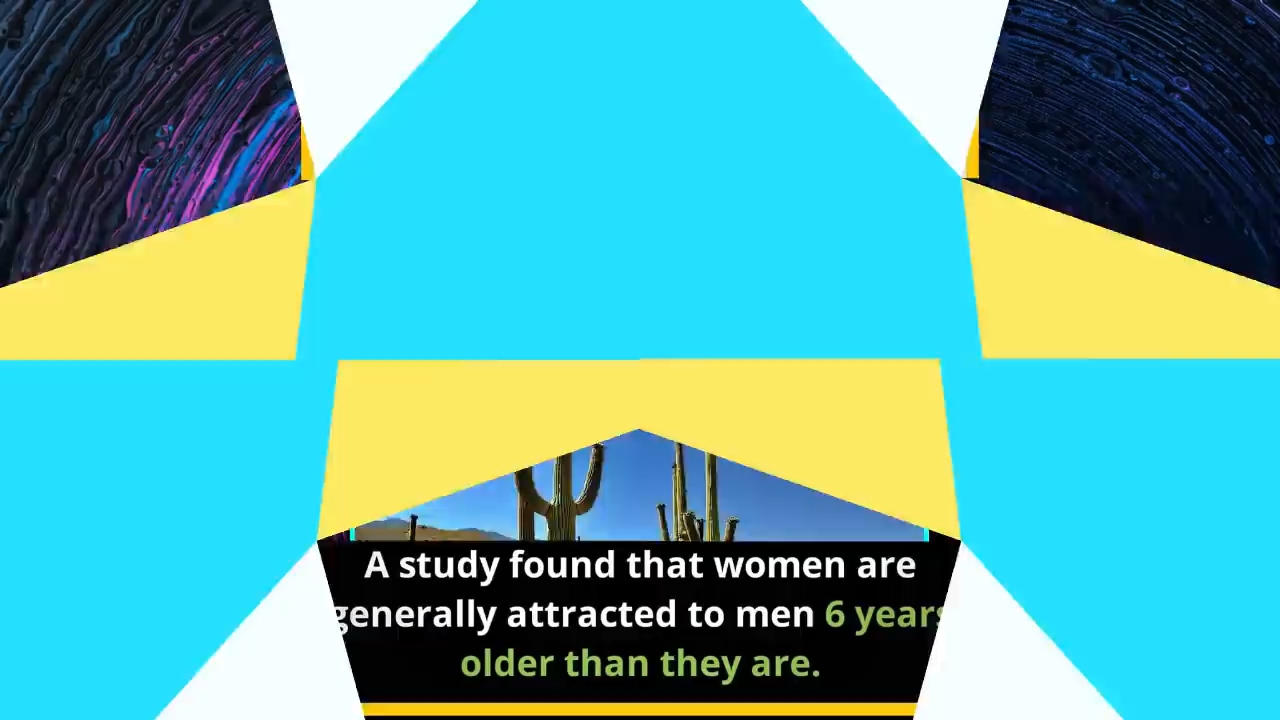 A study found that women are
generally attracted to men 6 years
older than they are.